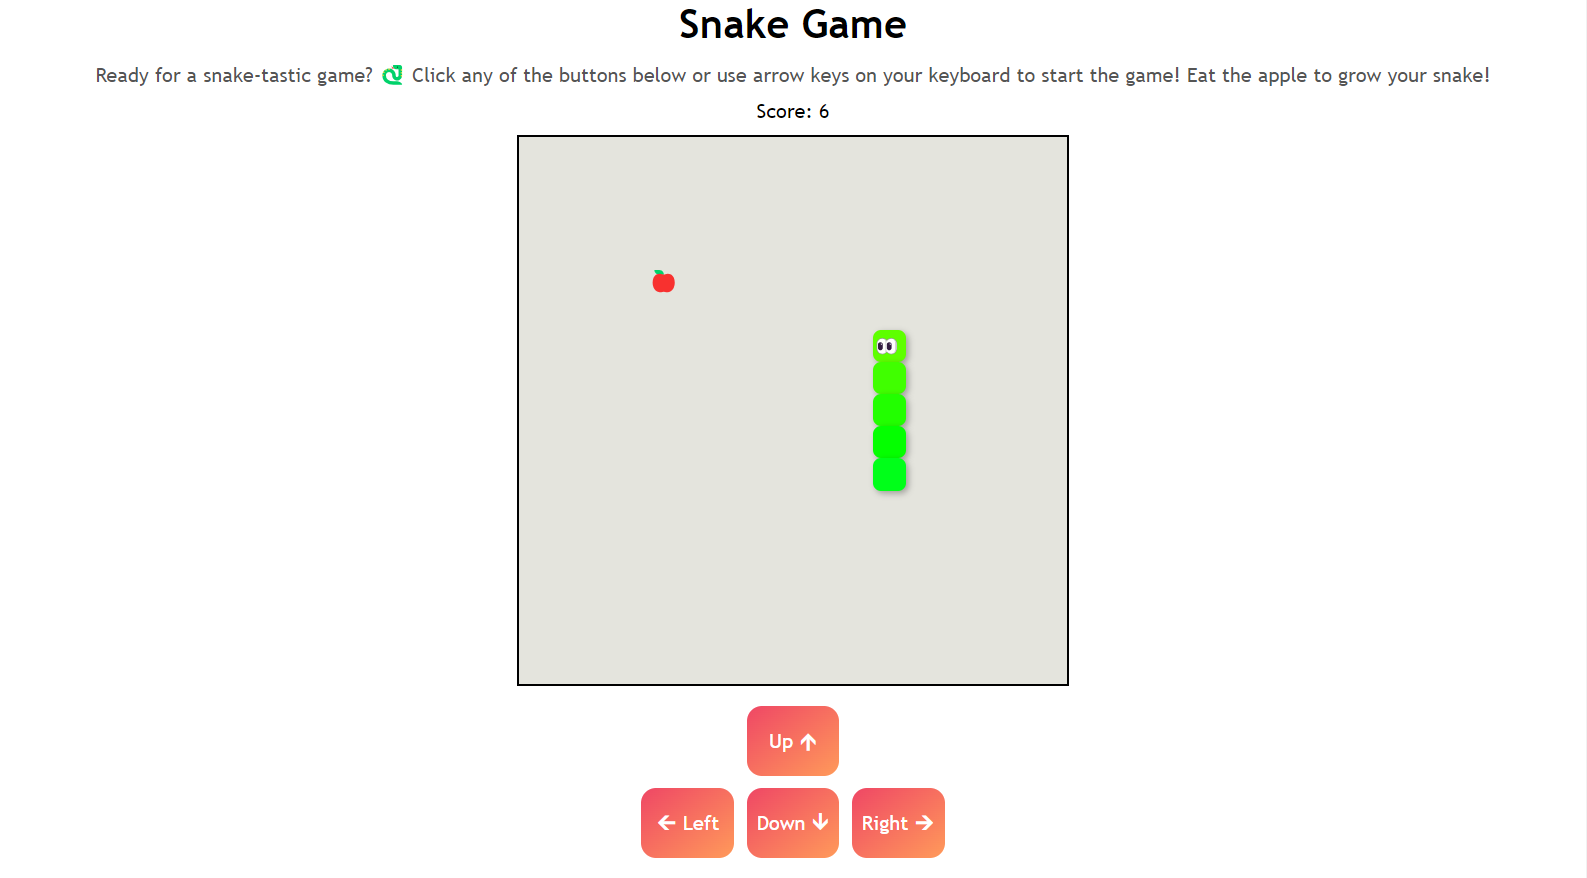 Snake Game
Ready for a snake-tastic game? 🐍 Click any of the buttons below or use arrow keys on your keyboard to start the game! Eat the apple to grow your snake!
Score: 6
Up ↑
← Left
Down ↓
Right →